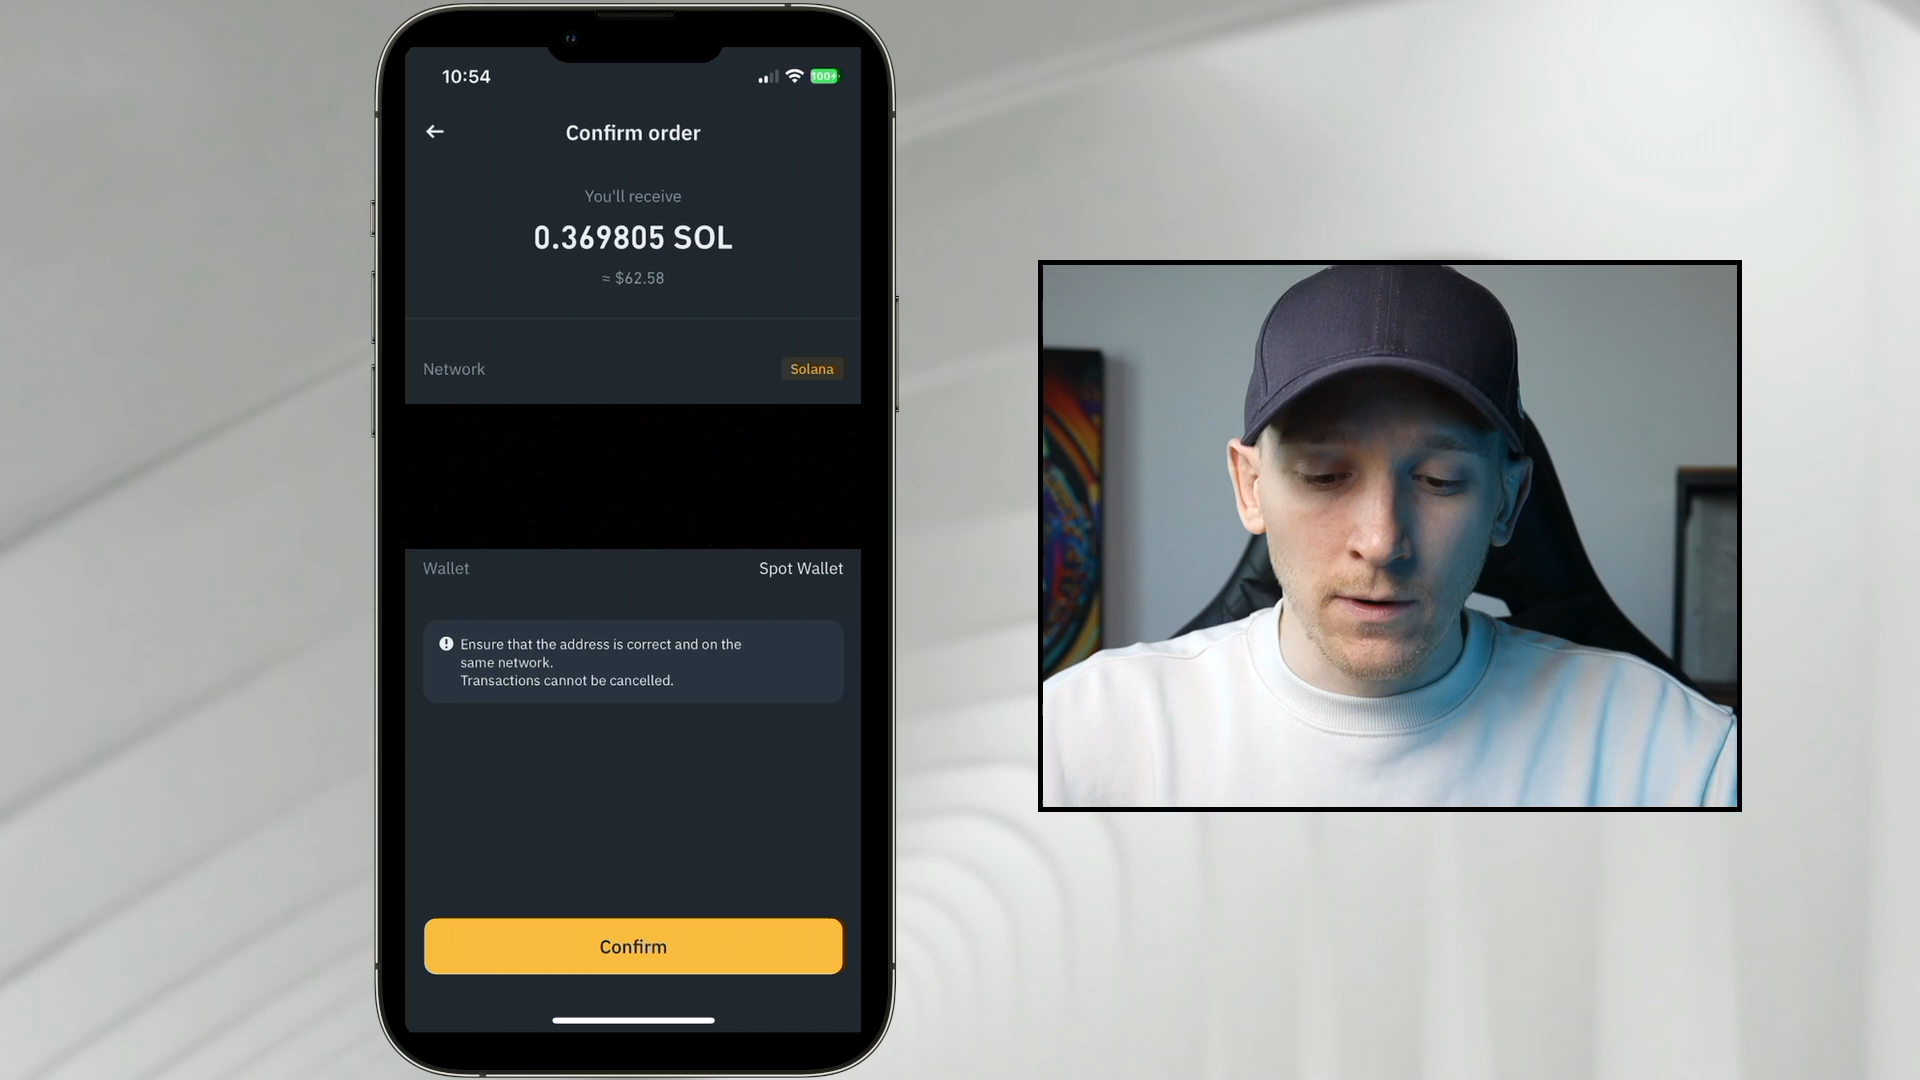 10:54
100
Confirm order
You'll receive
0.369805 SOL
≈ $62.58
Network
Solana
Wallet
Spot Wallet
Ensure that the address is correct and on the
same network.
Transactions cannot be cancelled.
Confirm